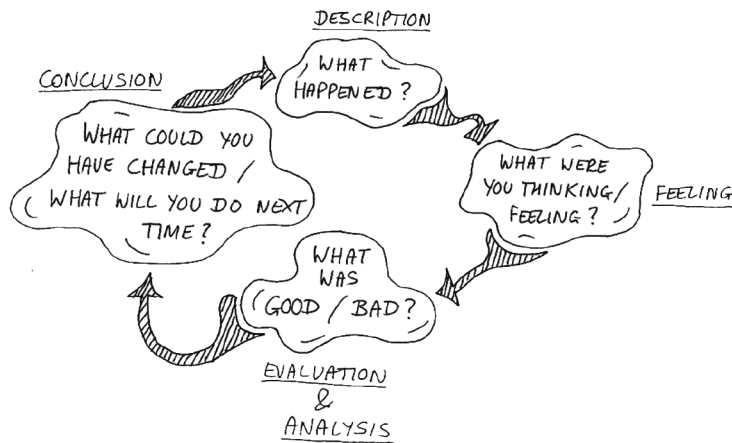 DESCRIPTION
WHAT
HAPPENED?
WHAT WERE
YOU THINKING/
FEELING?
FEELING
WHAT
WAS
GOOD / BAD?
EVALUATION
&
ANALYSIS
CONCLUSION
WHAT COULD YOU
HAVE CHANGED /
WHAT WILL YOU DO NEXT
TIME?